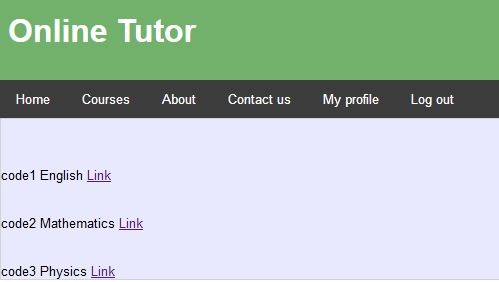 Online Tutor
Home Courses About Contact us My profile Log out
code1 English Link
code2 Mathematics Link
code3 Physics Link